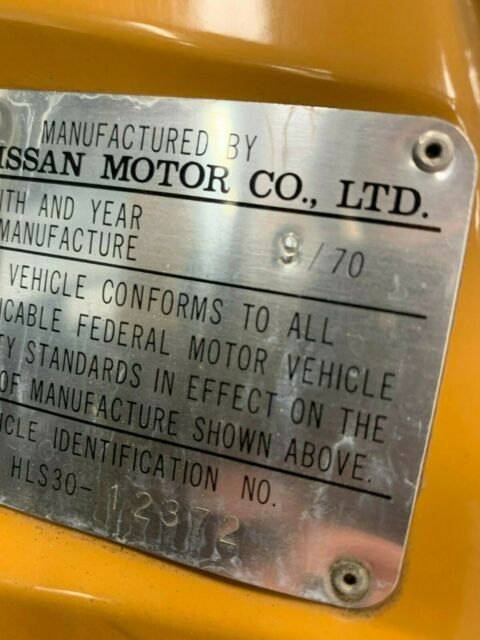 MANUFACTURED BY
ISSAN MOTOR CO., LTD.
NTH AND YEAR
MANUFACTURE 9/70
VEHICLE CONFORMS TO ALL
ICABLE FEDERAL MOTOR VEHICLE
TY STANDARDS IN EFFECT ON THE
OF MANUFACTURE SHOWN ABOVE.
ICLE IDENTIFICATION NO.
HLS30-12372